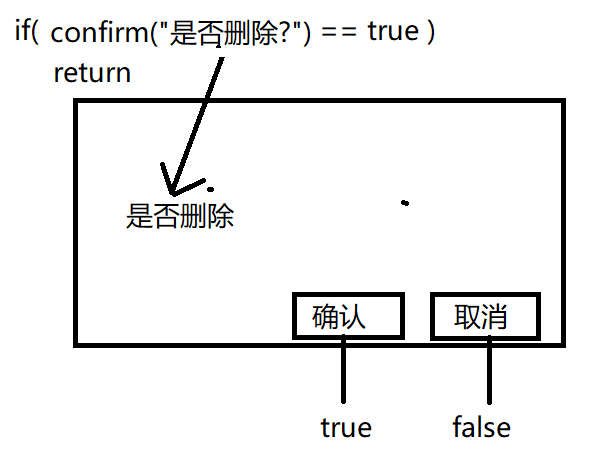 if( confirm("是否删除?") == true )
return
是否删除
确认 取消
true false